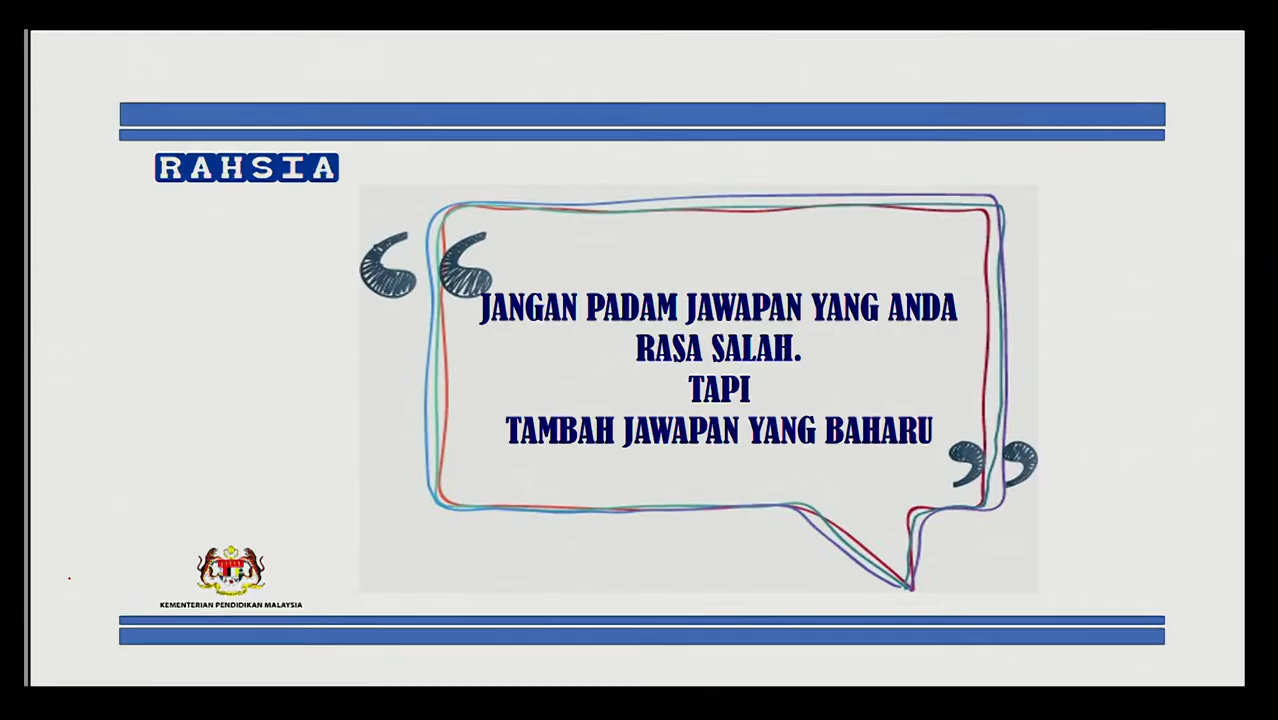 RAHSIA
JANGAN PADAM JAWAPAN YANG ANDA
RASA SALAH.
TAPI
TAMBAH JAWAPAN YANG BAHARU
KEMENTERIAN PENDIDIKAN MALAYSIA